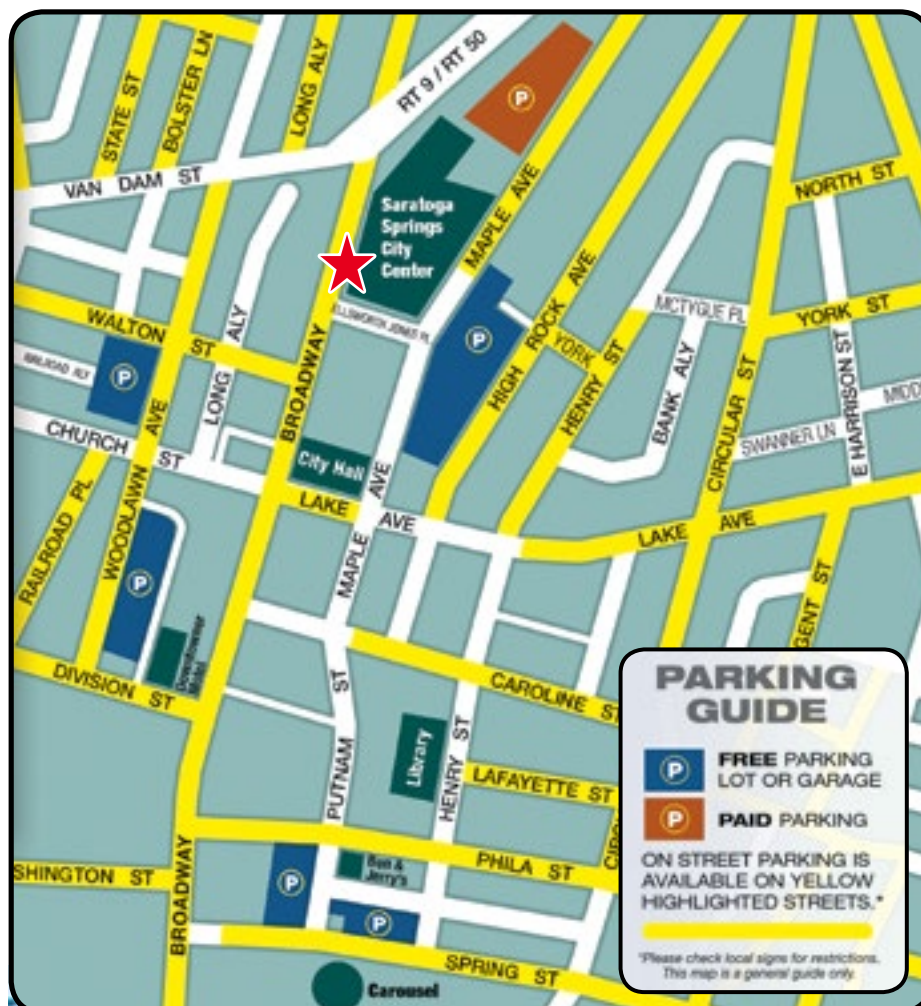 RT 9 / RT 50
LONG ALY
BOLSTER LN
STATE ST
P
VAN DAM ST
NORTH ST
Saratoga
Springs
City
Center
MAPLE AVE
HIGH ROCK AVE
ELLSWORTH JONES PL
MCTYGUE PL
YORK ST
WALTON ST
LONG ALY
BROADWAY
P
YORK
HENRY ST
BANK ALY
CIRCULAR ST
E HARRISON ST
MIDD
RAILROAD ALY
P
WOODLAWN AVE
CHURCH ST
SWANNER LN
City Hall
LAKE AVE
MAPLE AVE
LAKE AVE
RAILROAD PL
P
GENT ST
Downtowner
Motel
DIVISION ST
CAROLINE ST
PUTNAM ST
Library
HENRY ST
LAFAYETTE ST
CIRC
PHILA ST
Ben &
Jerry's
SHINGTON ST
P
P
BROADWAY
SPRING ST
Carousel
PARKING
GUIDE
P
FREE PARKING
LOT OR GARAGE
P
PAID PARKING
ON STREET PARKING IS
AVAILABLE ON YELLOW
HIGHLIGHTED STREETS.*
*Please check local signs for restrictions.
This map is a general guide only.